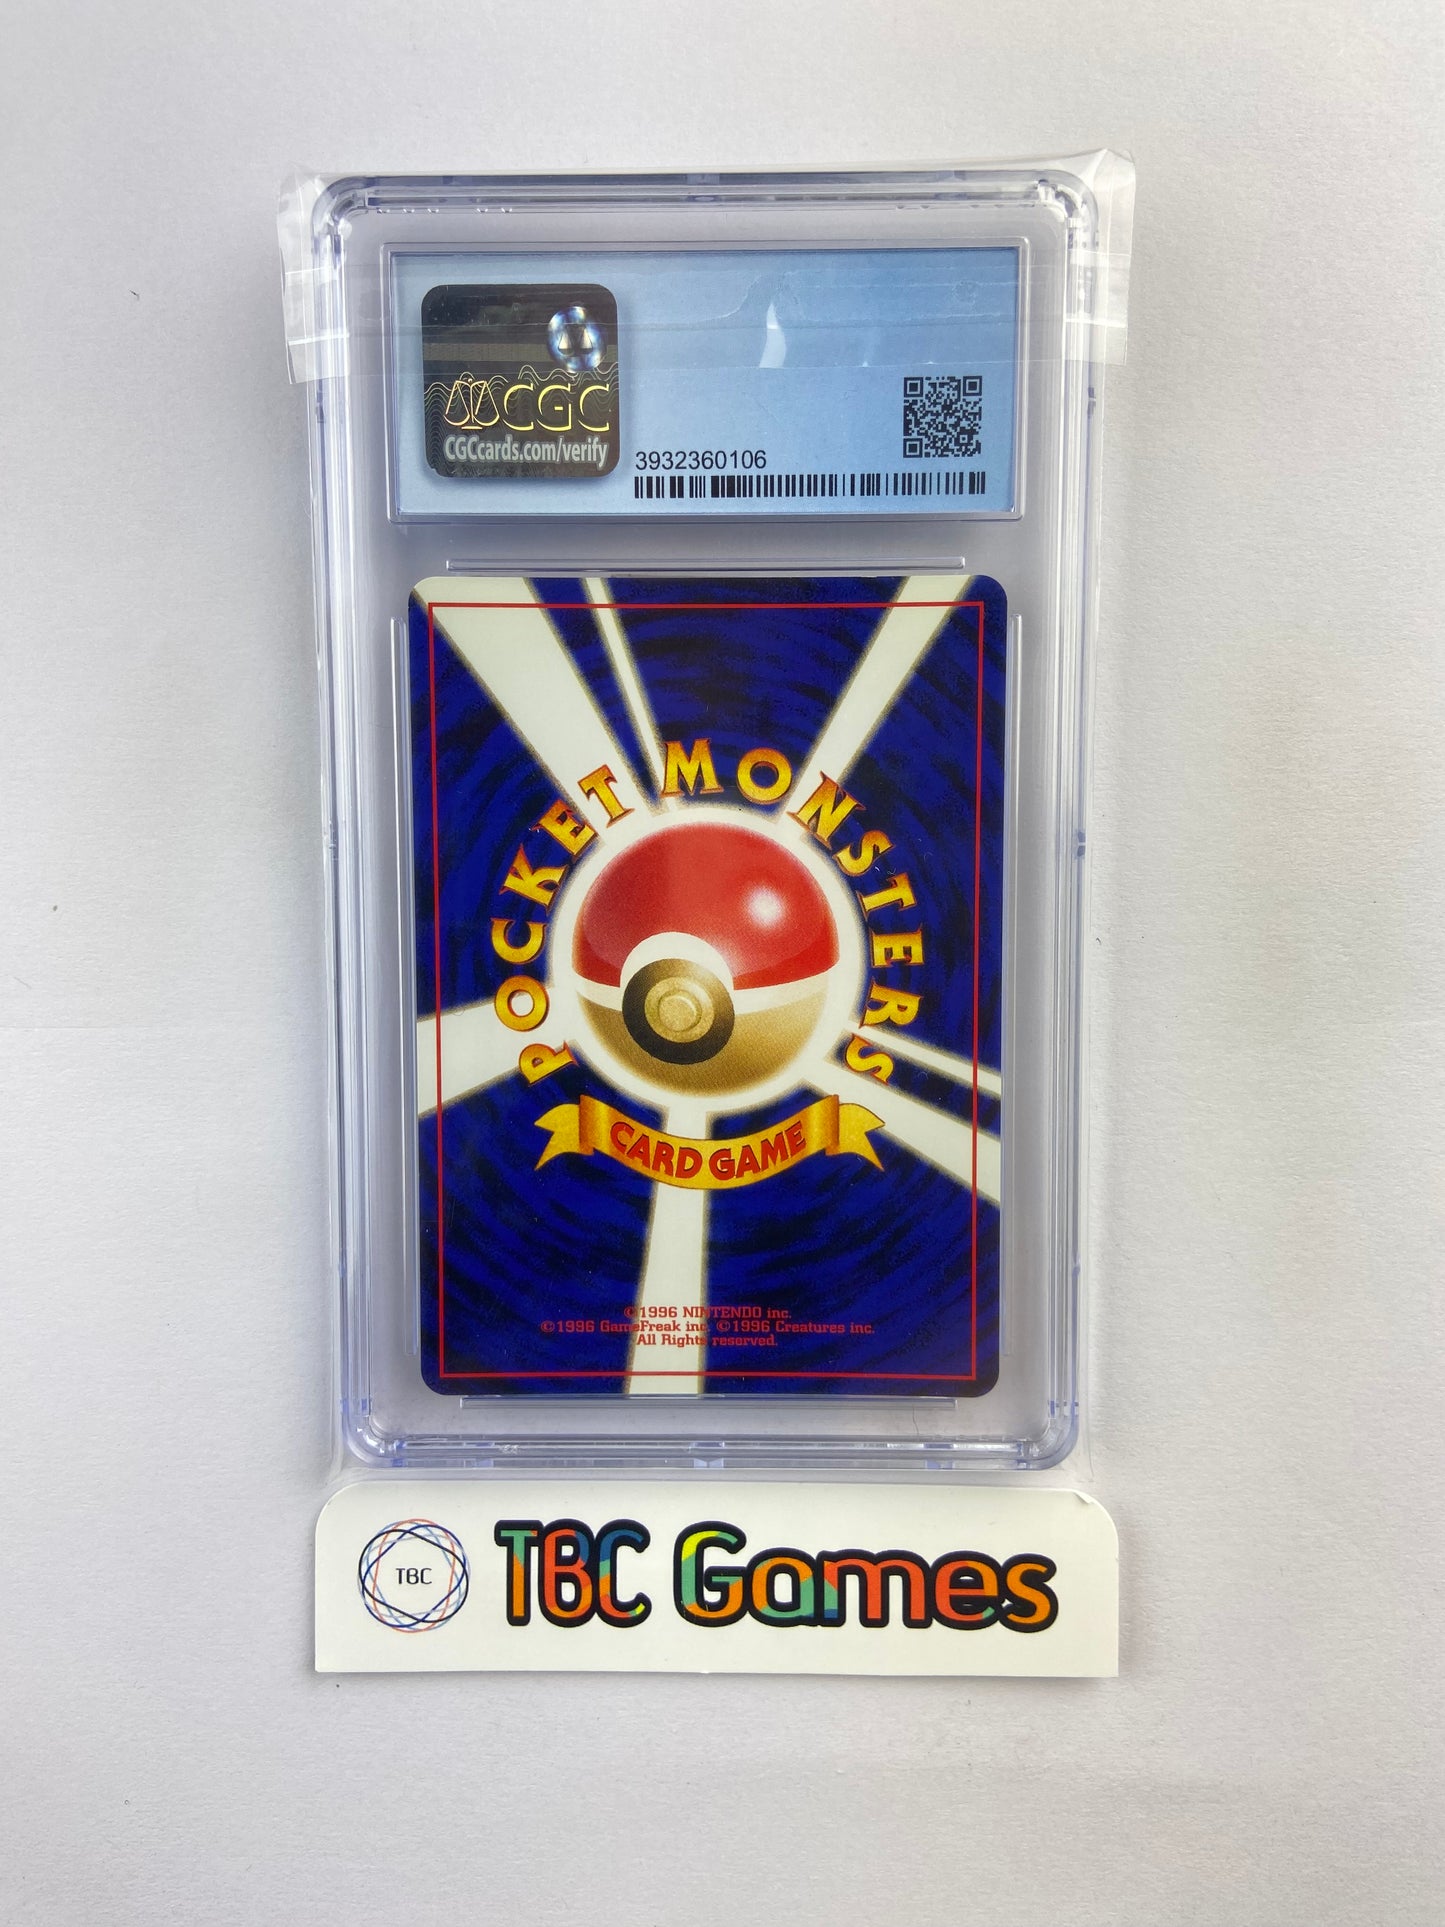 CGC
CGCcards.com/verify
3932360106
POCKET MONSTERS
CARD GAME
©1996 NINTENDO inc.
©1996 GameFreak inc. ©1996 Creatures inc.
All Rights reserved.
TBC
TBC Games